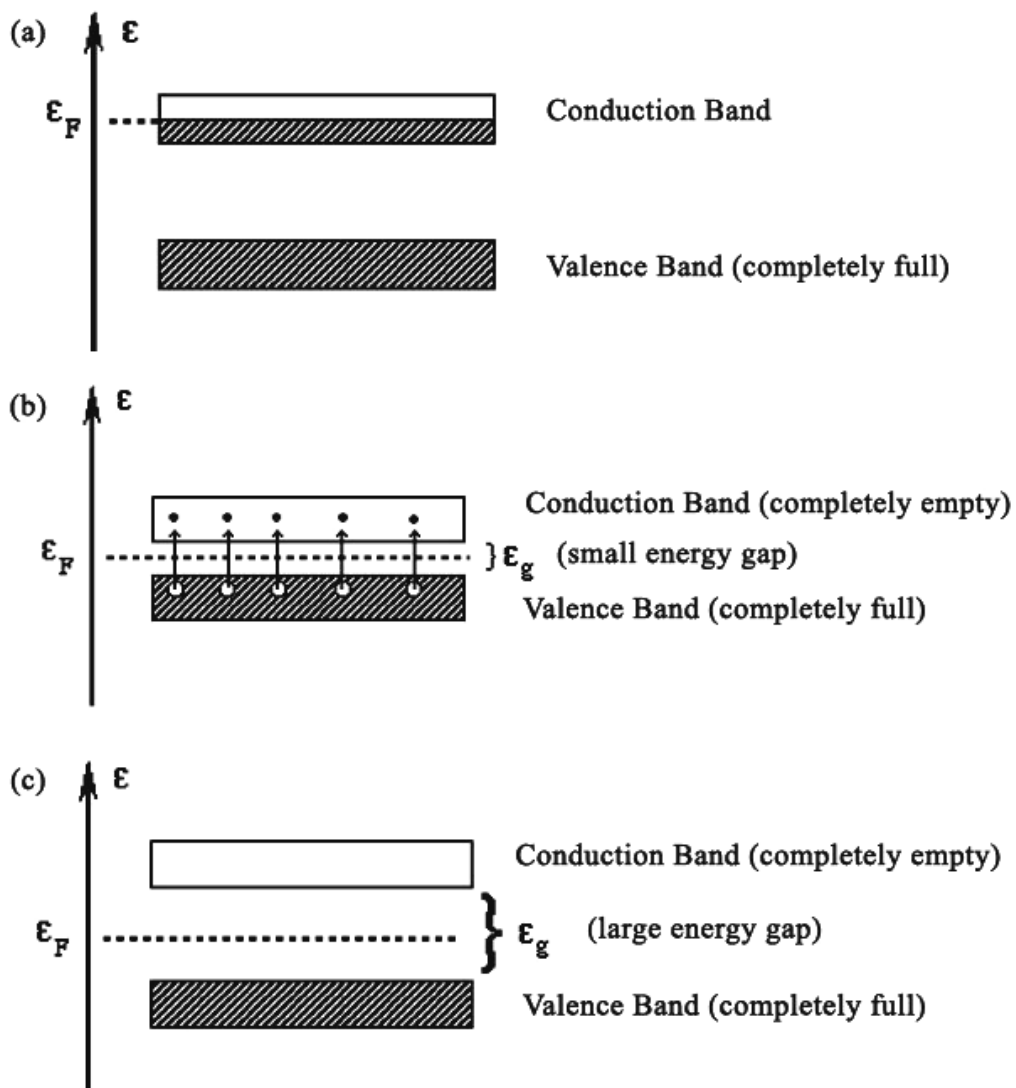 (a) ε
Conduction Band
ε_F
Valence Band (completely full)
(b) ε
Conduction Band (completely empty)
ε_F } ε_g (small energy gap)
Valence Band (completely full)
(c) ε
Conduction Band (completely empty)
ε_F } ε_g (large energy gap)
Valence Band (completely full)